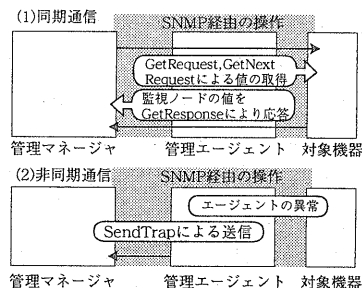 (1)同期通信
SNMP経由の操作
GetRequest,GetNext
Requestによる値の取得
監視ノードの値を
GetResponseにより応答
管理マネージャ 管理エージェント 対象機器
(2)非同期通信
SNMP経由の操作
エージェントの異常
SendTrapによる送信
管理マネージャ 管理エージェント 対象機器